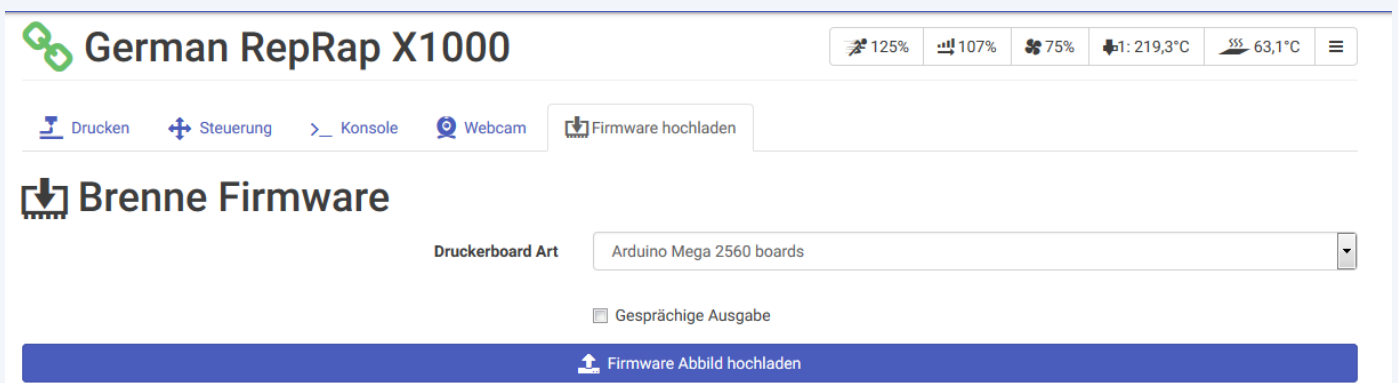 German RepRap X1000
125% 107% 75% 1: 219,3°C 63,1°C
Drucken Steuerung >_ Konsole Webcam Firmware hochladen
Brenne Firmware
Druckerboard Art Arduino Mega 2560 boards
Gesprächige Ausgabe
Firmware Abbild hochladen